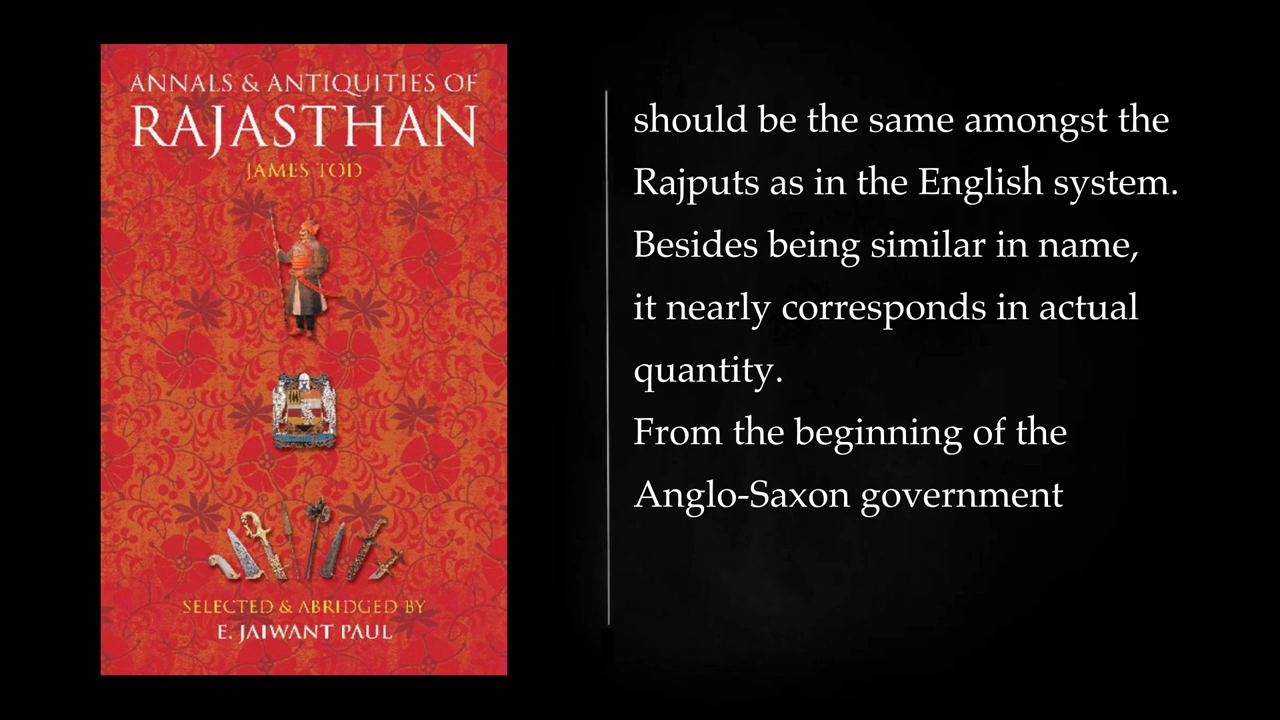 ANNALS & ANTIQUITIES OF
RAJASTHAN
JAMES TOD
SELECTED & ABRIDGED BY
E. JAIWANT PAUL
should be the same amongst the
Rajputs as in the English system.
Besides being similar in name,
it nearly corresponds in actual
quantity.
From the beginning of the
Anglo-Saxon government